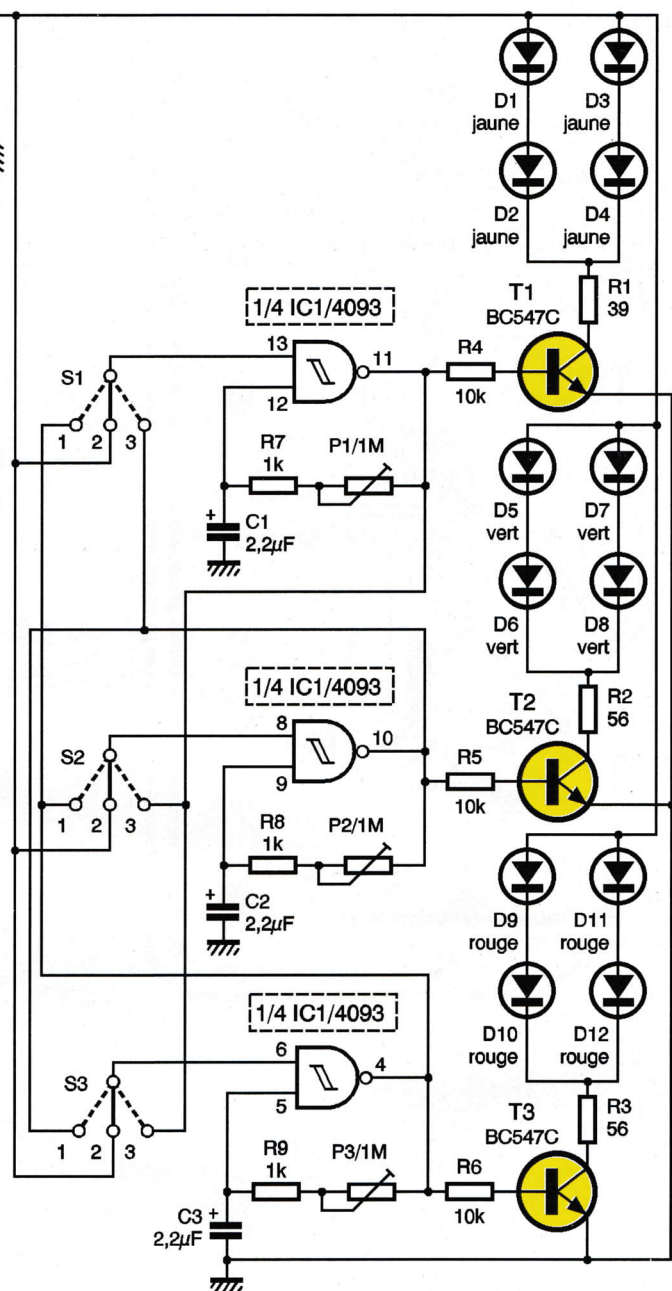 D1
jaune
D3
jaune
D2
jaune
D4
jaune
R1
39
T1
BC547C
1/4 IC1/4093
13
11
12
R4
10k
S1
1
2
3
R7
1k
P1/1M
+
C1
2,2µF
D5
vert
D7
vert
D6
vert
D8
vert
R2
56
T2
BC547C
1/4 IC1/4093
8
10
9
R5
10k
S2
1
2
3
R8
1k
P2/1M
+
C2
2,2µF
D9
rouge
D11
rouge
D10
rouge
D12
rouge
R3
56
T3
BC547C
1/4 IC1/4093
6
4
5
R6
10k
S3
1
2
3
R9
1k
P3/1M
C3
+
2,2µF